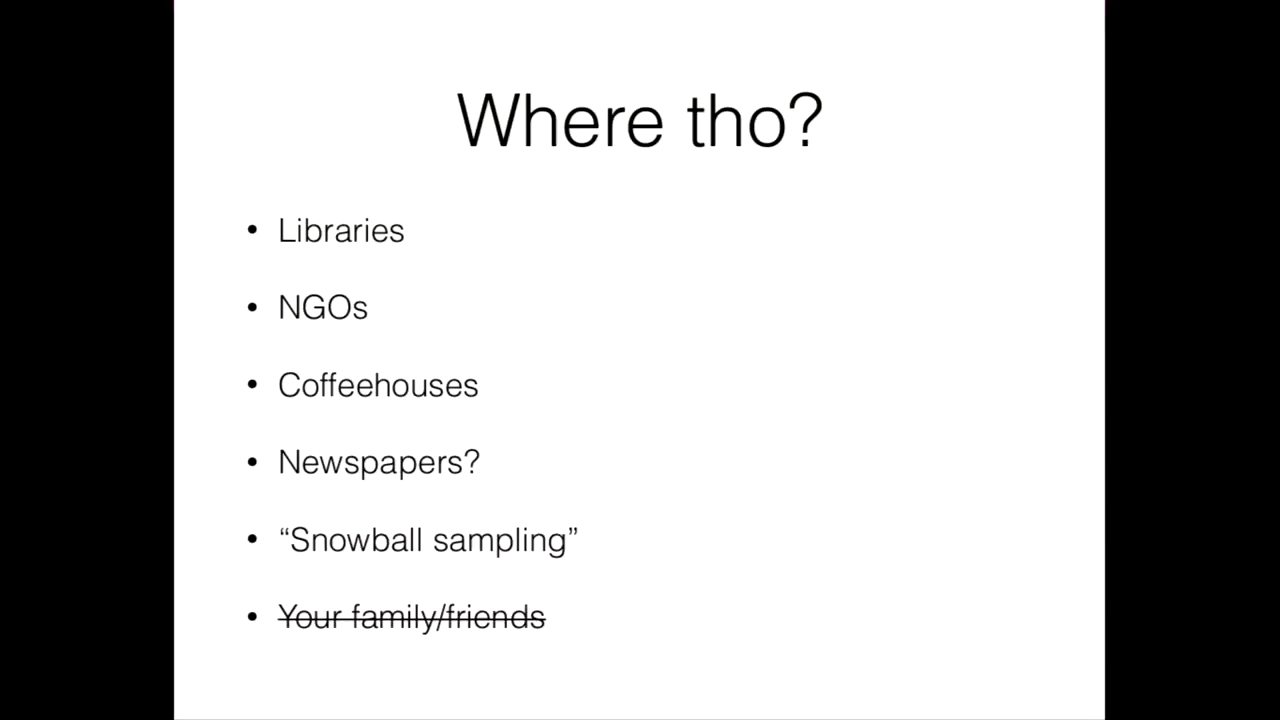 Where tho?
• Libraries
• NGOs
• Coffeehouses
• Newspapers?
• “Snowball sampling”
• Your family/friends